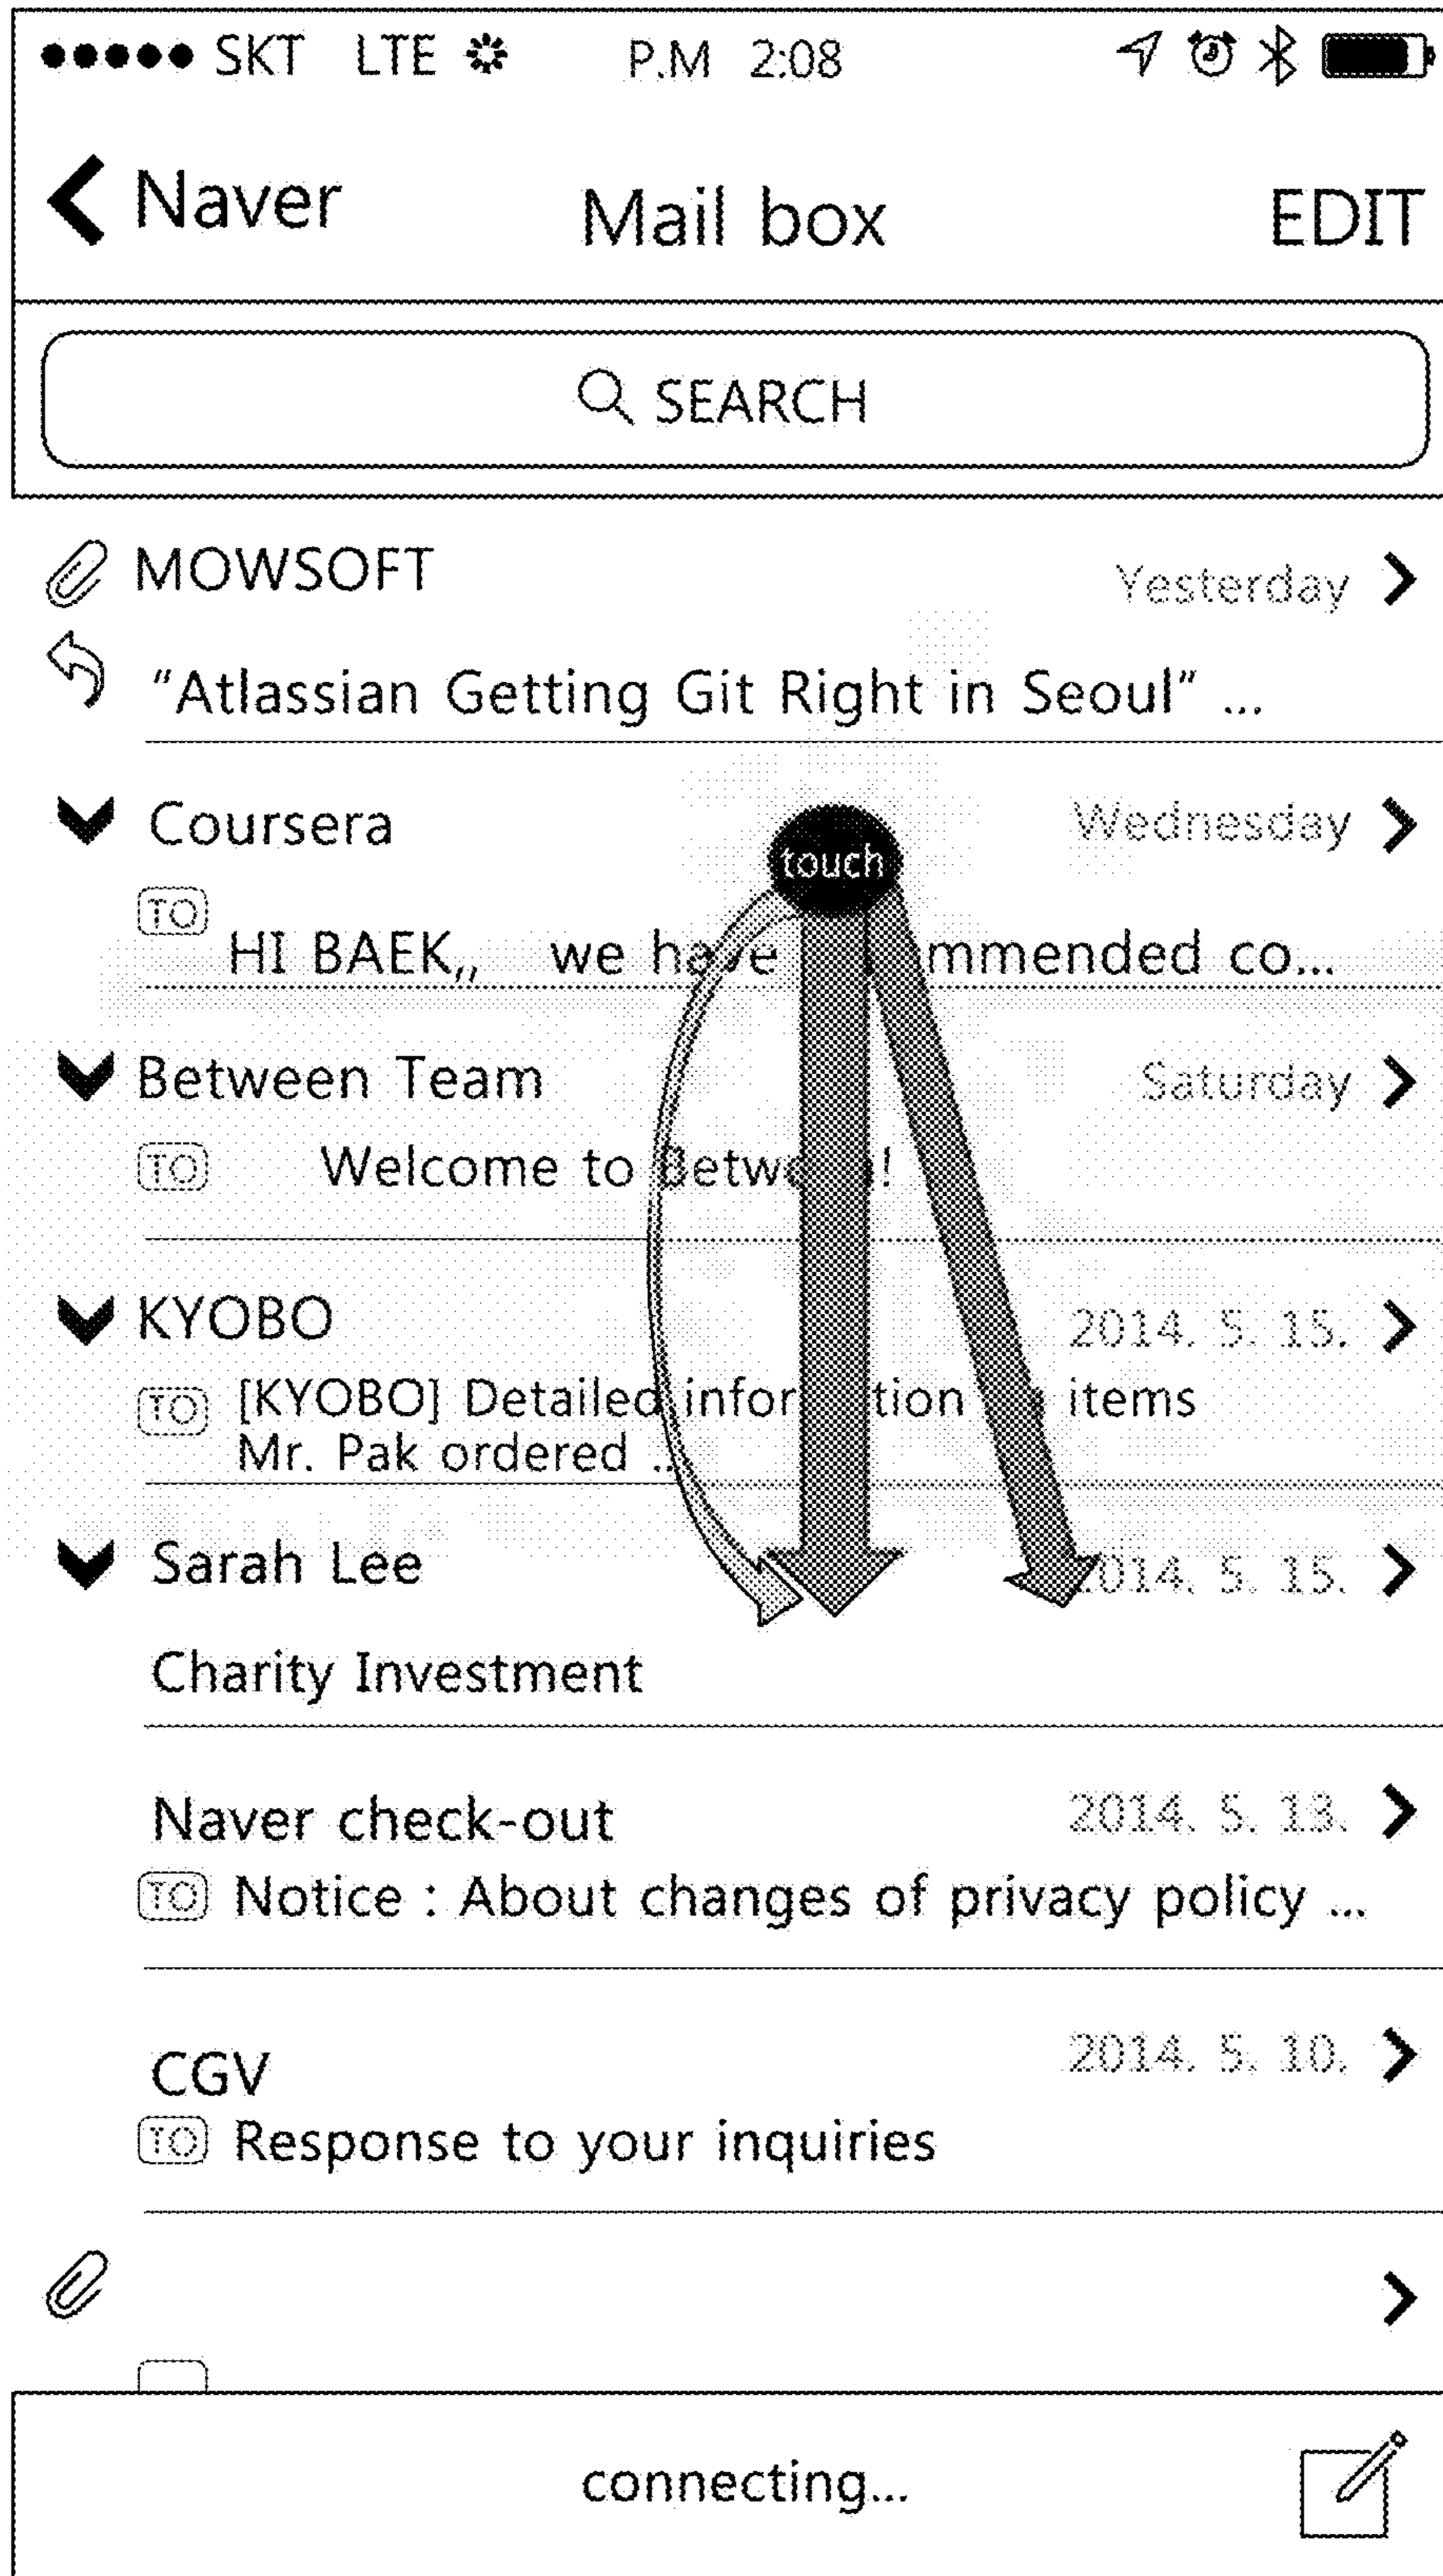 SKT LTE P.M 2:08
Naver Mail box EDIT
SEARCH
MOWSOFT Yesterday
“Atlassian Getting Git Right in Seoul” ...
Coursera Wednesday
touch
TO
HI BAEK,, we have mmended co...
Between Team Saturday
TO Welcome to Betw !
KYOBO 2014. 5. 15.
TO [KYOBO] Detailed infor tion items
Mr. Pak ordered ..
Sarah Lee 2014. 5. 15.
Charity Investment
Naver check-out 2014. 5. 13.
TO Notice : About changes of privacy policy ...
CGV 2014. 5. 10.
TO Response to your inquiries
connecting...